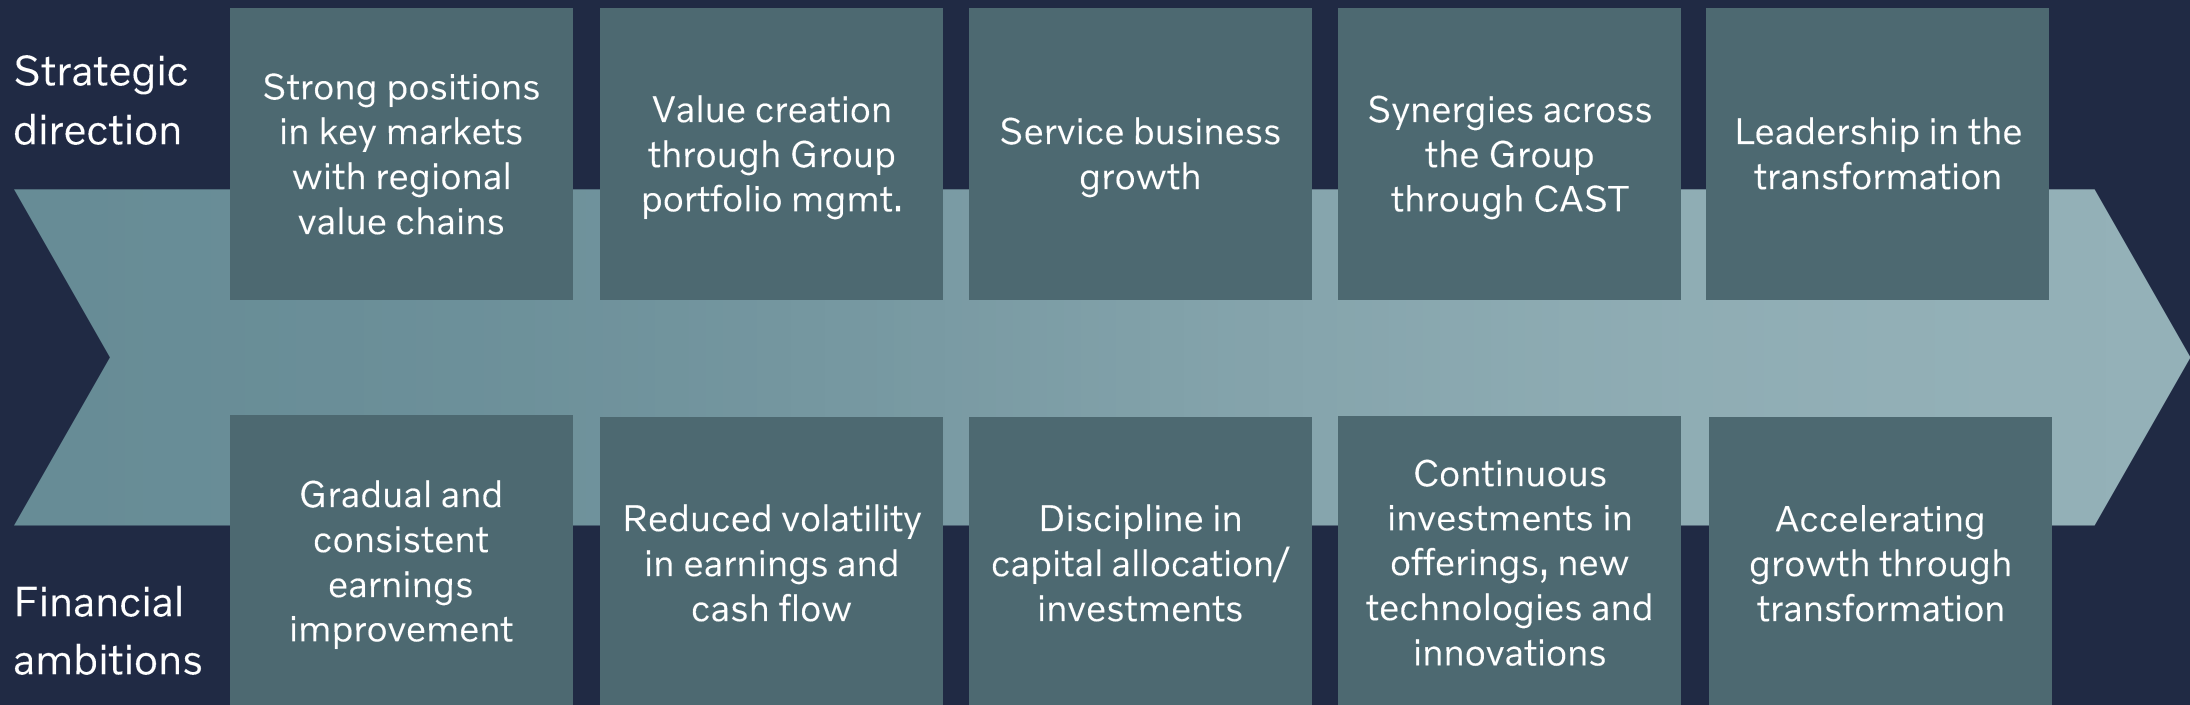 Strategic
direction
Strong positions
in key markets
with regional
value chains
Value creation
through Group
portfolio mgmt.
Service business
growth
Synergies across
the Group
through CAST
Leadership in the
transformation
Financial
ambitions
Gradual and
consistent
earnings
improvement
Reduced volatility
in earnings and
cash flow
Discipline in
capital allocation/
investments
Continuous
investments in
offerings, new
technologies and
innovations
Accelerating
growth through
transformation